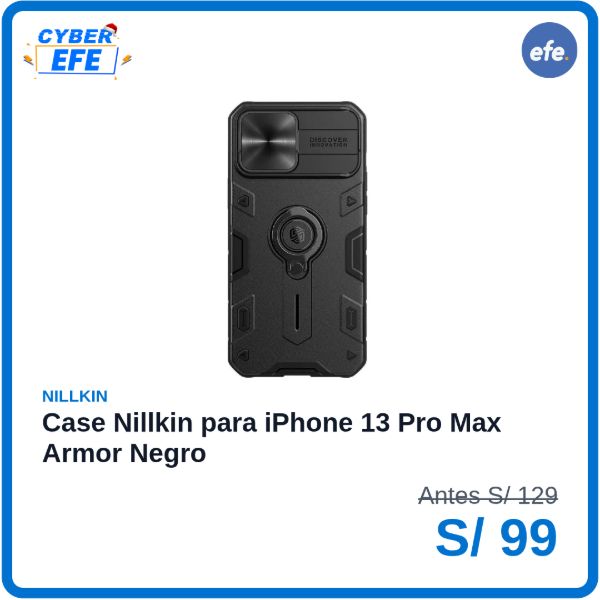 CYBER
EFE
efe.
DISCOVER
INNOVATION
NILLKIN
Case Nillkin para iPhone 13 Pro Max
Armor Negro
Antes S/ 129
S/ 99